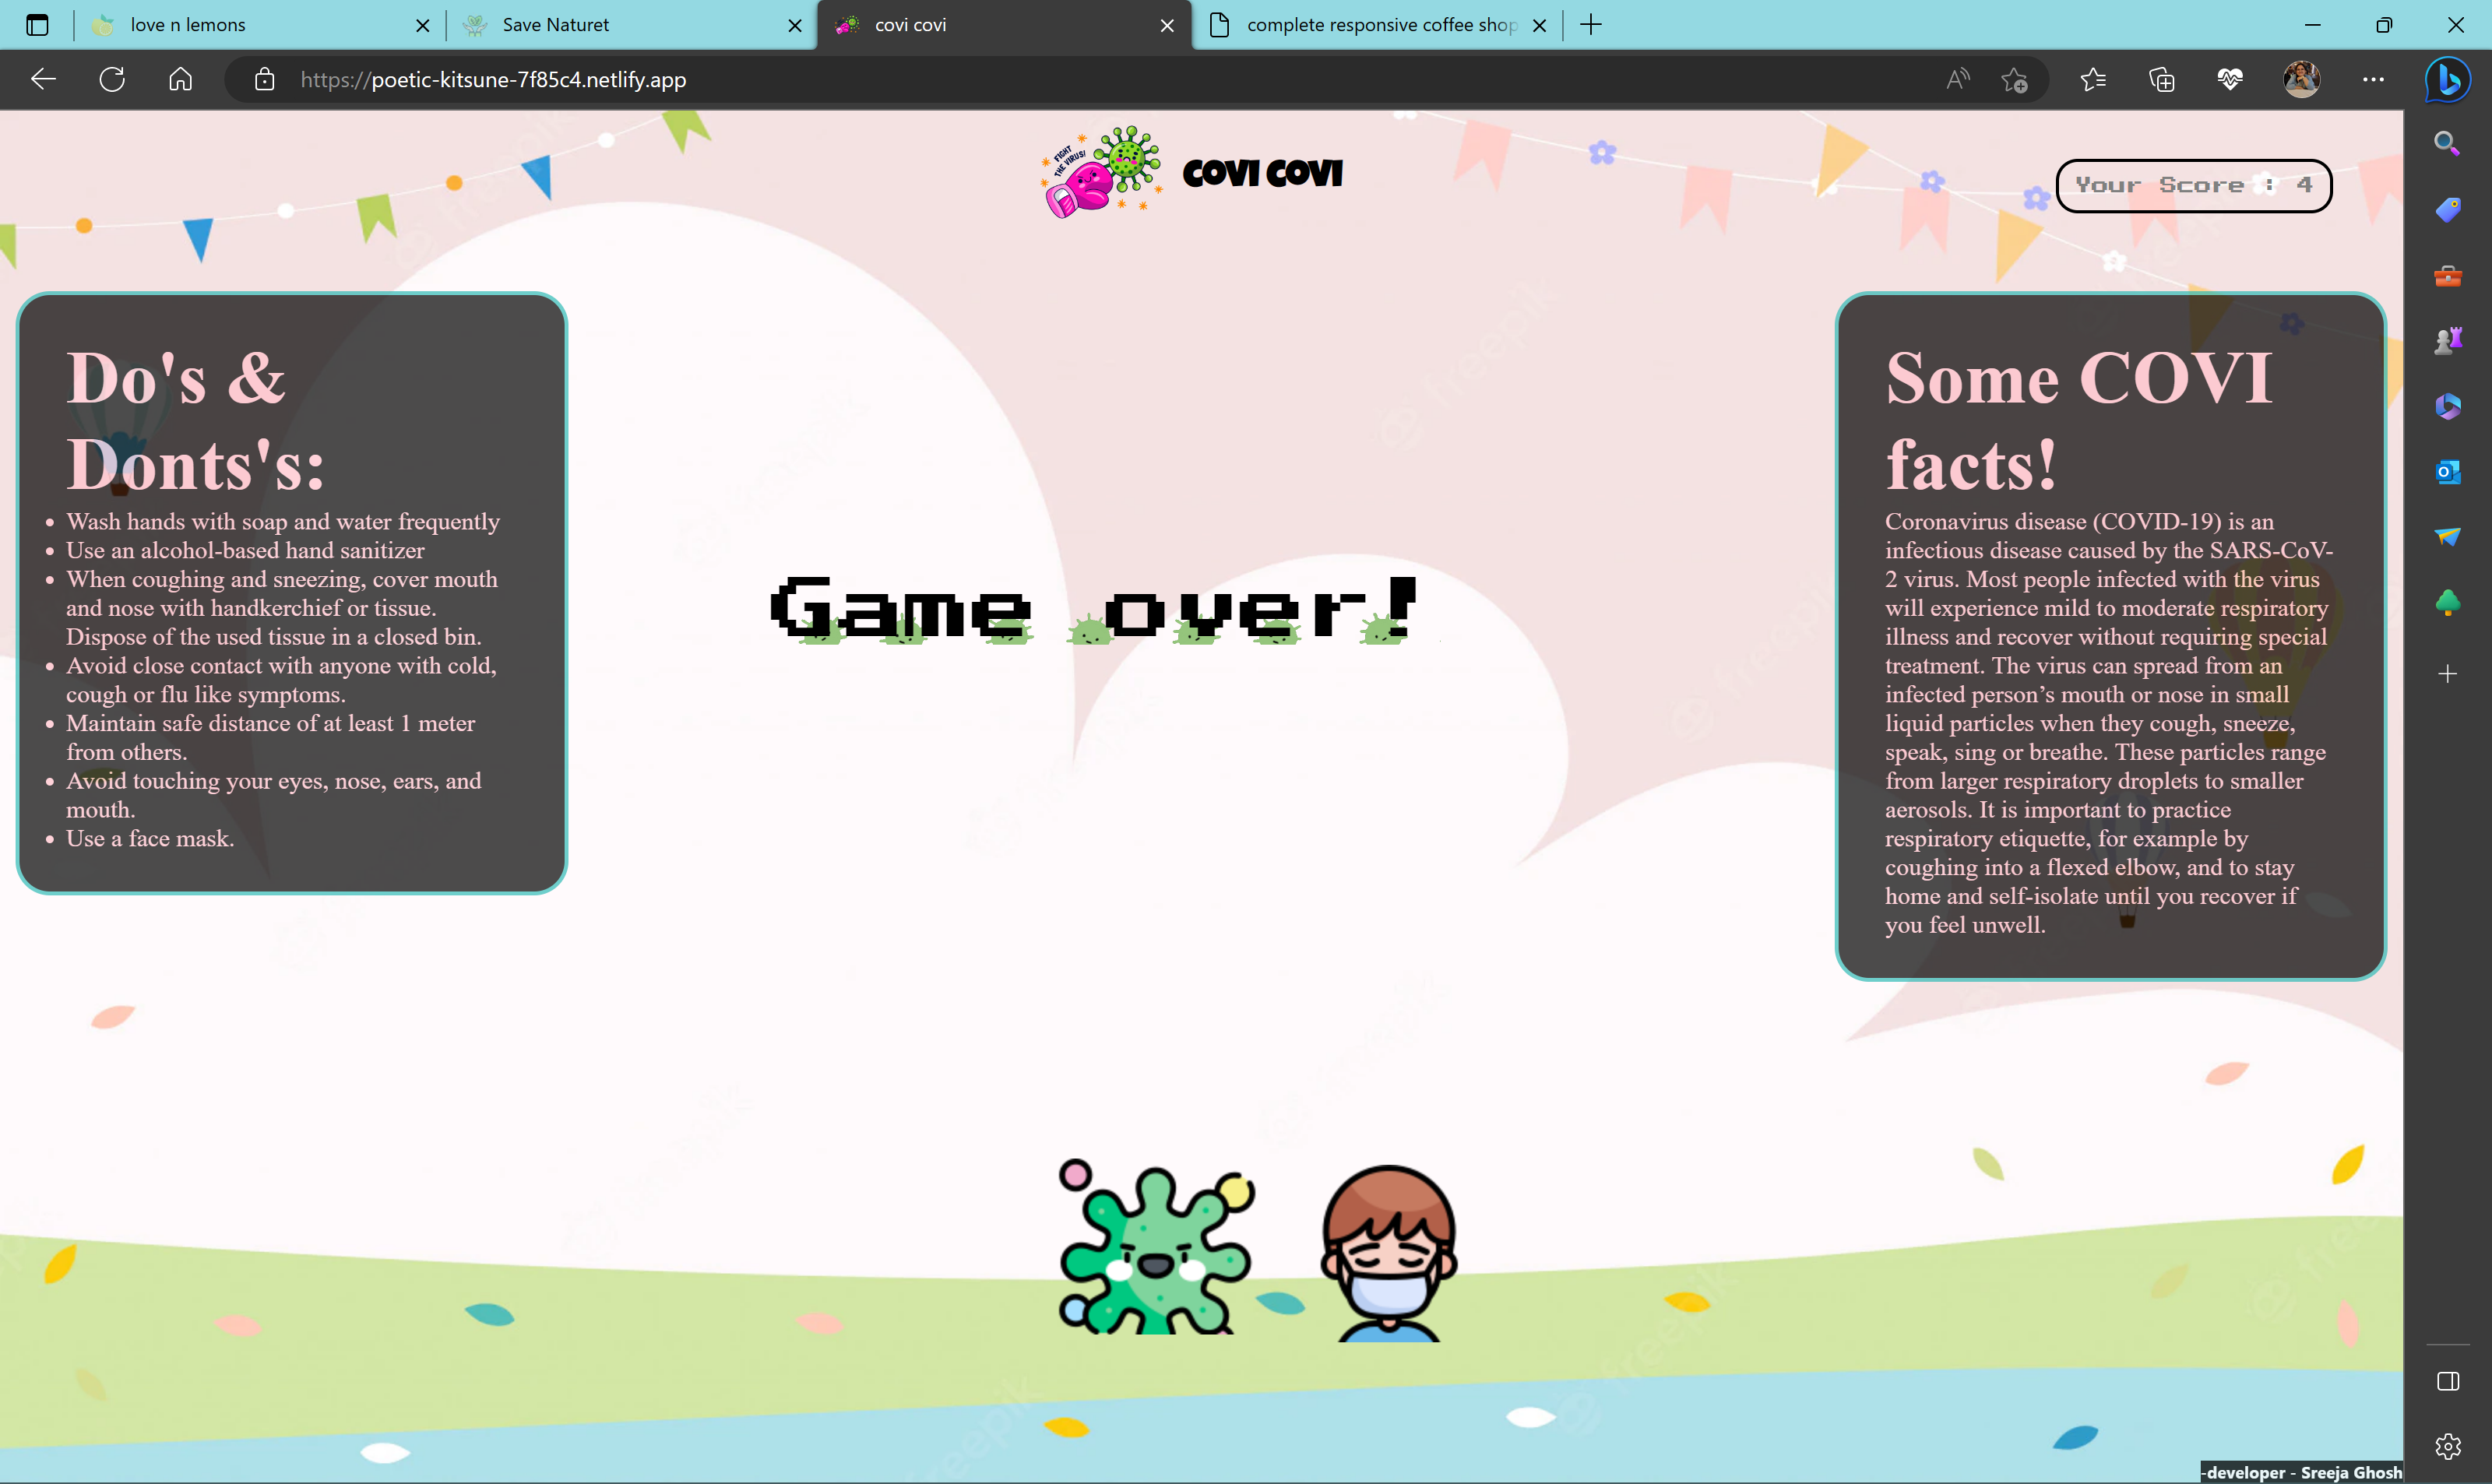 love n lemons
Save Naturet
covi covi
complete responsive coffee shop
https://poetic-kitsune-7f85c4.netlify.app
FIGHT
THE VIRUS!
COVI COVI
Your Score : 4
Do's &
Donts's:
Wash hands with soap and water frequently
Use an alcohol-based hand sanitizer
When coughing and sneezing, cover mouth
and nose with handkerchief or tissue.
Dispose of the used tissue in a closed bin.
Avoid close contact with anyone with cold,
cough or flu like symptoms.
Maintain safe distance of at least 1 meter
from others.
Avoid touching your eyes, nose, ears, and
mouth.
Use a face mask.
Game over!
Some COVI
facts!
Coronavirus disease (COVID-19) is an
infectious disease caused by the SARS-CoV-
2 virus. Most people infected with the virus
will experience mild to moderate respiratory
illness and recover without requiring special
treatment. The virus can spread from an
infected person’s mouth or nose in small
liquid particles when they cough, sneeze,
speak, sing or breathe. These particles range
from larger respiratory droplets to smaller
aerosols. It is important to practice
respiratory etiquette, for example by
coughing into a flexed elbow, and to stay
home and self-isolate until you recover if
you feel unwell.
freepik
-developer - Sreeja Ghosh